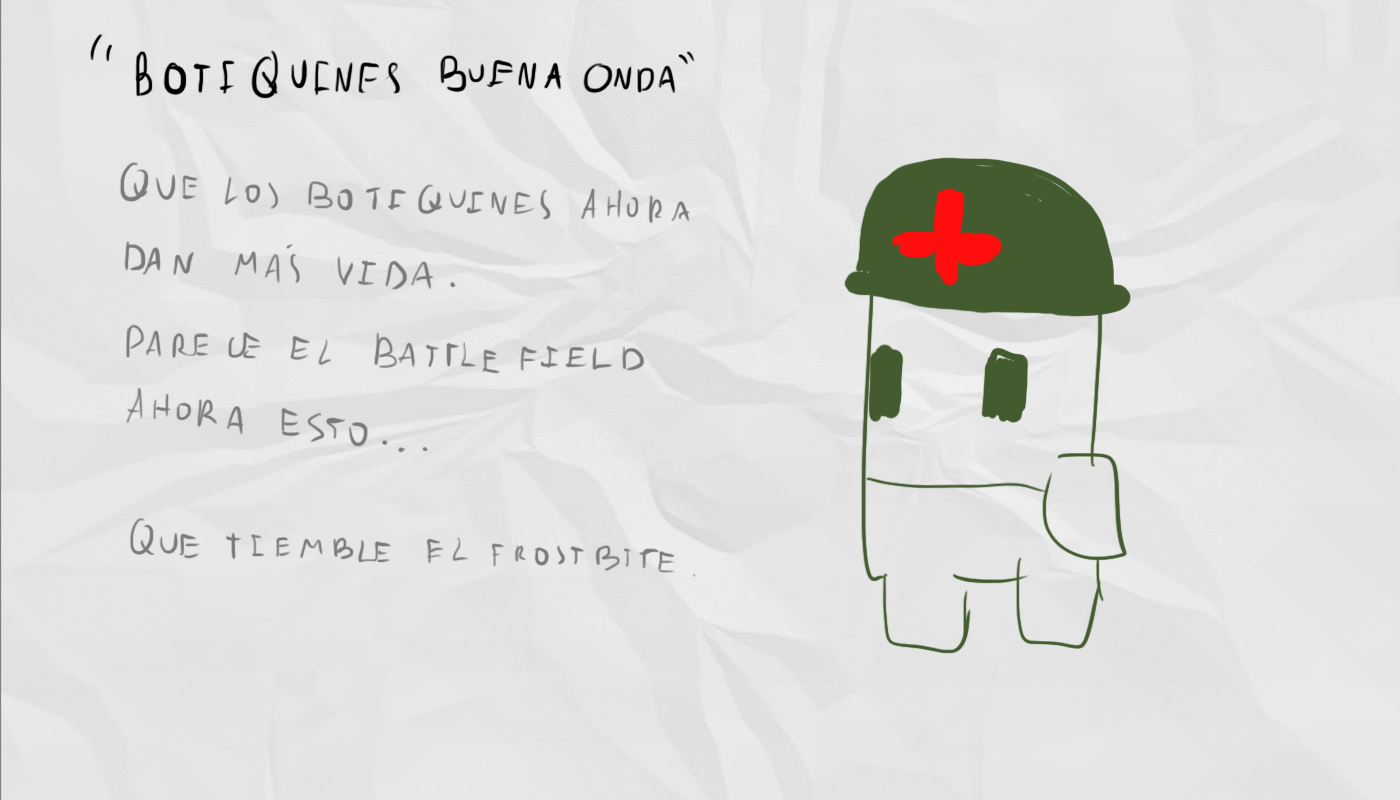 "BOTIQUINES BUENA ONDA"
QUE LOS BOTIQUINES AHORA
DAN MÁS VIDA.
PARECE EL BATTLEFIELD
AHORA ESTO...
QUE TIEMBLE EL FROSTBITE.